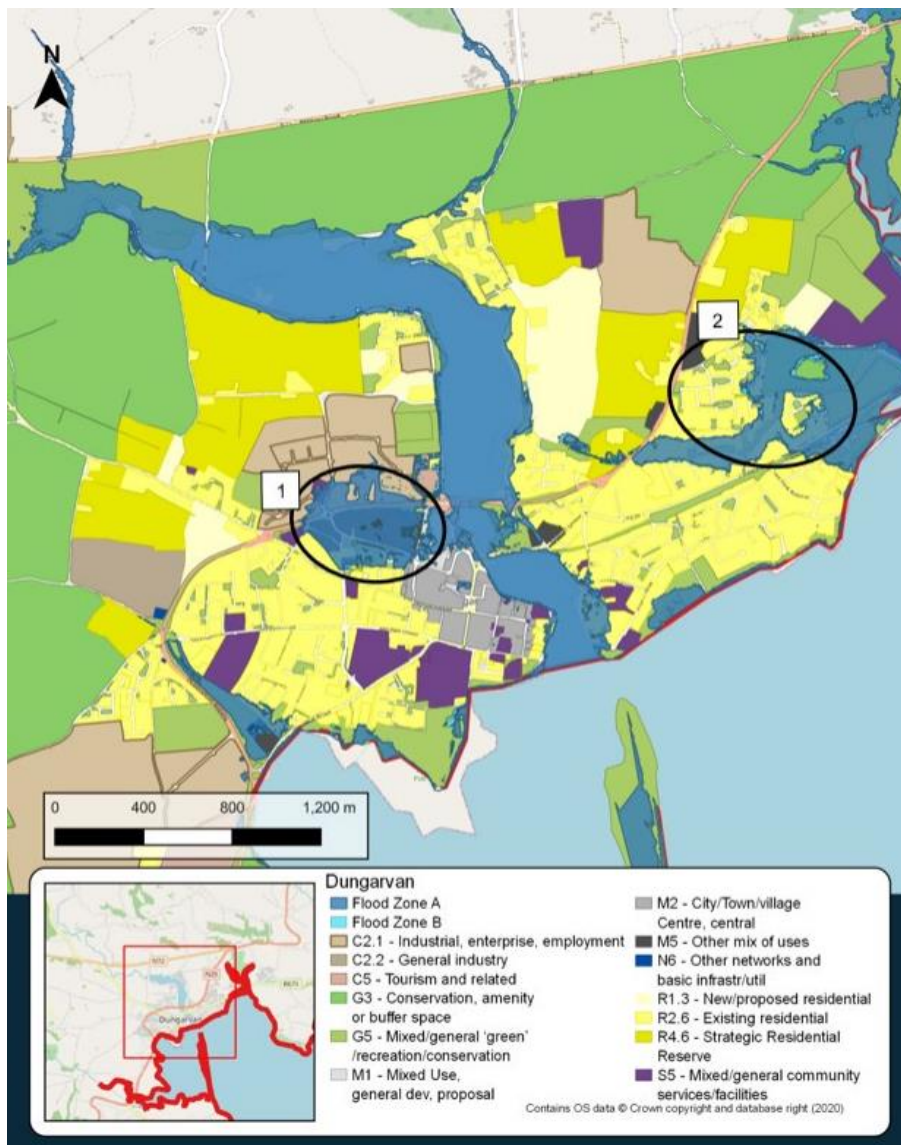 N
2
1
0 400 800 1,200 m
Dungarvan
Flood Zone A
Flood Zone B
C2.1 - Industrial, enterprise, employment
C2.2 - General industry
C5 - Tourism and related
G3 - Conservation, amenity
or buffer space
G5 - Mixed/general 'green'
/recreation/conservation
M1 - Mixed Use,
general dev, proposal
M2 - City/Town/village
Centre, central
M5 - Other mix of uses
N6 - Other networks and
basic infrastr/util
R1.3 - New/proposed residential
R2.6 - Existing residential
R4.6 - Strategic Residential
Reserve
S5 - Mixed/general community
services/facilities
Contains OS data © Crown copyright and database right (2020)
N72
Dungarvan